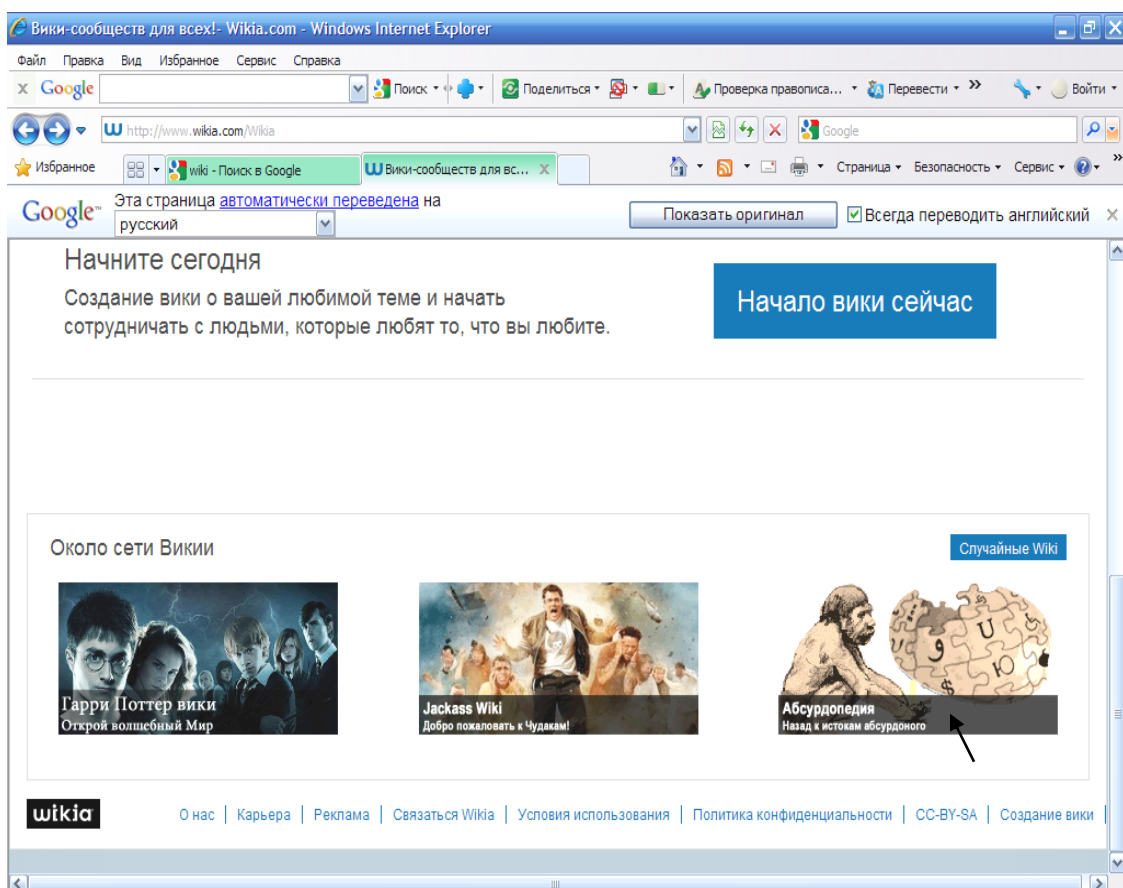 Вики-сообществ для всех!- Wikia.com - Windows Internet Explorer
Файл Правка Вид Избранное Сервис Справка
x Google Поиск Поделиться Проверка правописа... Перевести » Войти
http://www.wikia.com/Wikia Google
Избранное wiki - Поиск в Google Вики-сообществ для вс... X Страница Безопасность Сервис »
Google™ Эта страница автоматически переведена на
русский Показать оригинал Всегда переводить английский ×
Начните сегодня
Создание вики о вашей любимой теме и начать
сотрудничать с людьми, которые любят то, что вы любите.
Начало вики сейчас
Около сети Викии
Случайные Wiki
Гарри Поттер вики
Открой волшебный Мир
Jackass Wiki
Добро пожаловать к Чудакам!
Абсурдопедия
Назад к истокам абсурдоного
wikia О нас | Карьера | Реклама | Связаться Wikia | Условия использования | Политика конфиденциальности | CC-BY-SA | Создание вики |